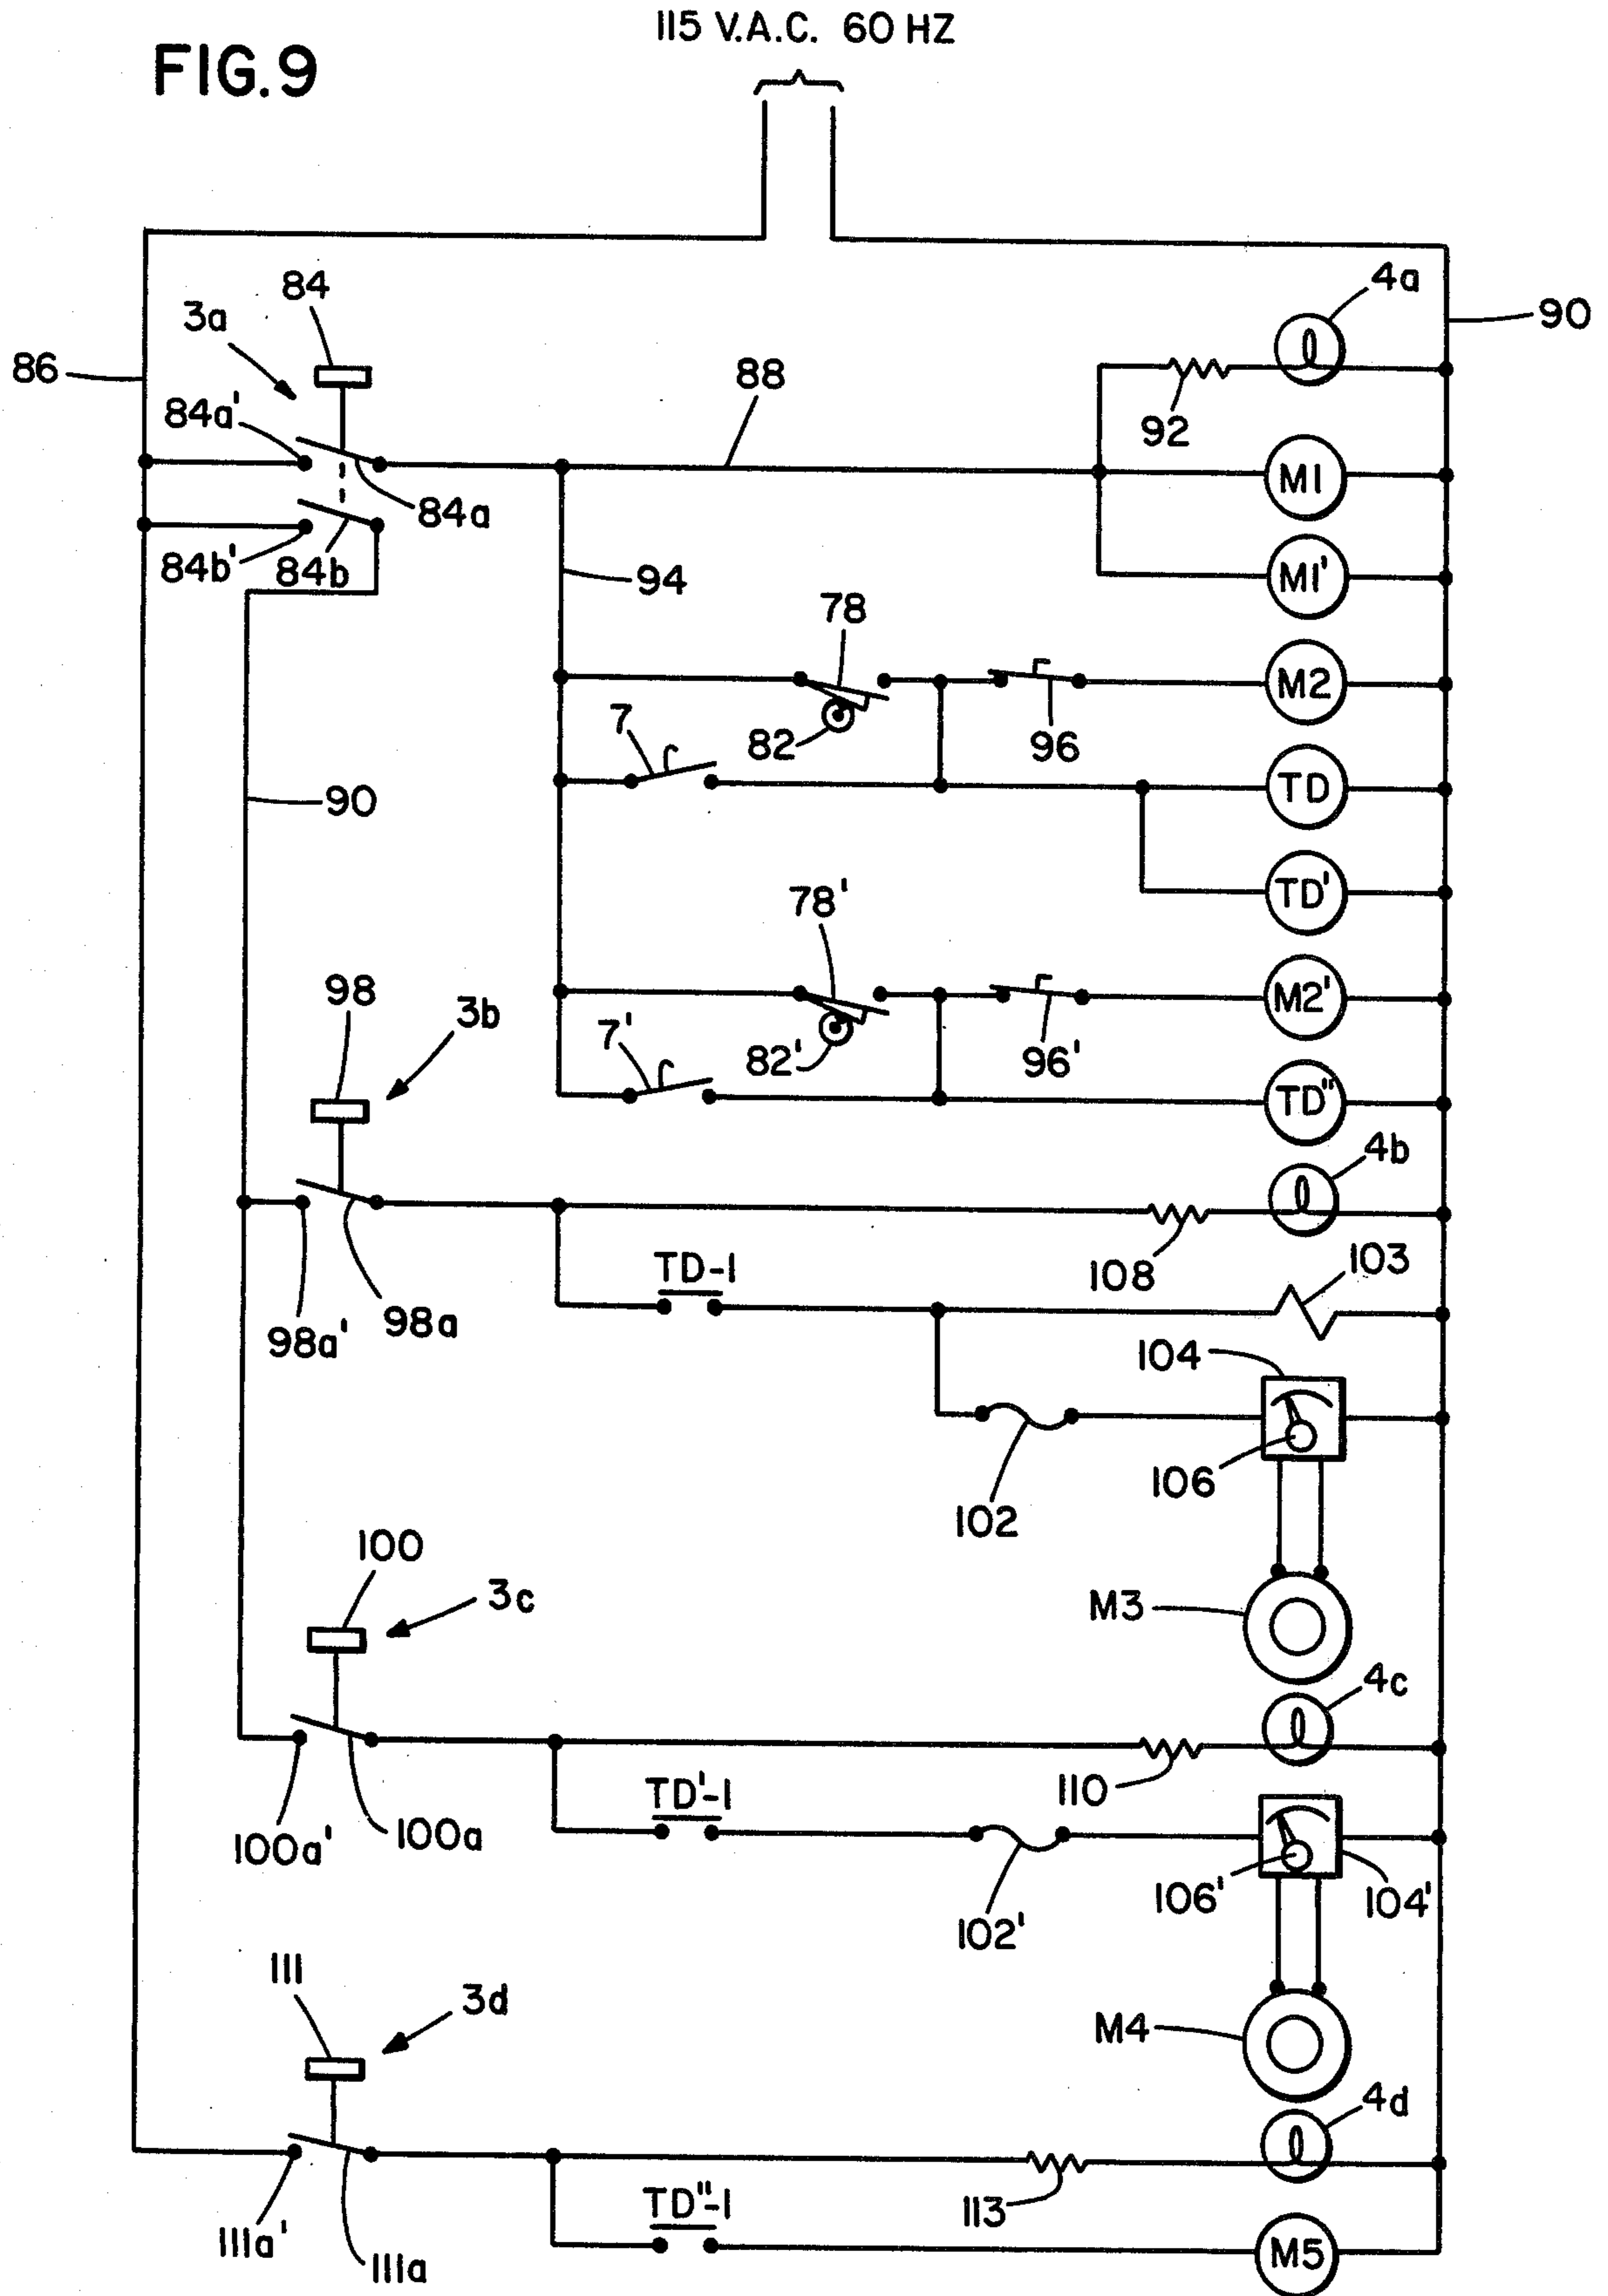 115 V.A.C. 60 HZ
FIG.9
84
4a
3a
90
86
88
84a'
92
84a
M1
84b'
84b
94
M1'
78
M2
7
82
96
90
TD
78'
TD'
98
3b
7'
82'
96'
M2'
TD"
4b
TD-1
108
103
98a'
98a
104
106
102
100
3c
M3
4c
TD'-1
110
100a'
100a
106'
104'
102'
111
3d
M4
4d
TD"-1
113
111a'
111a
M5